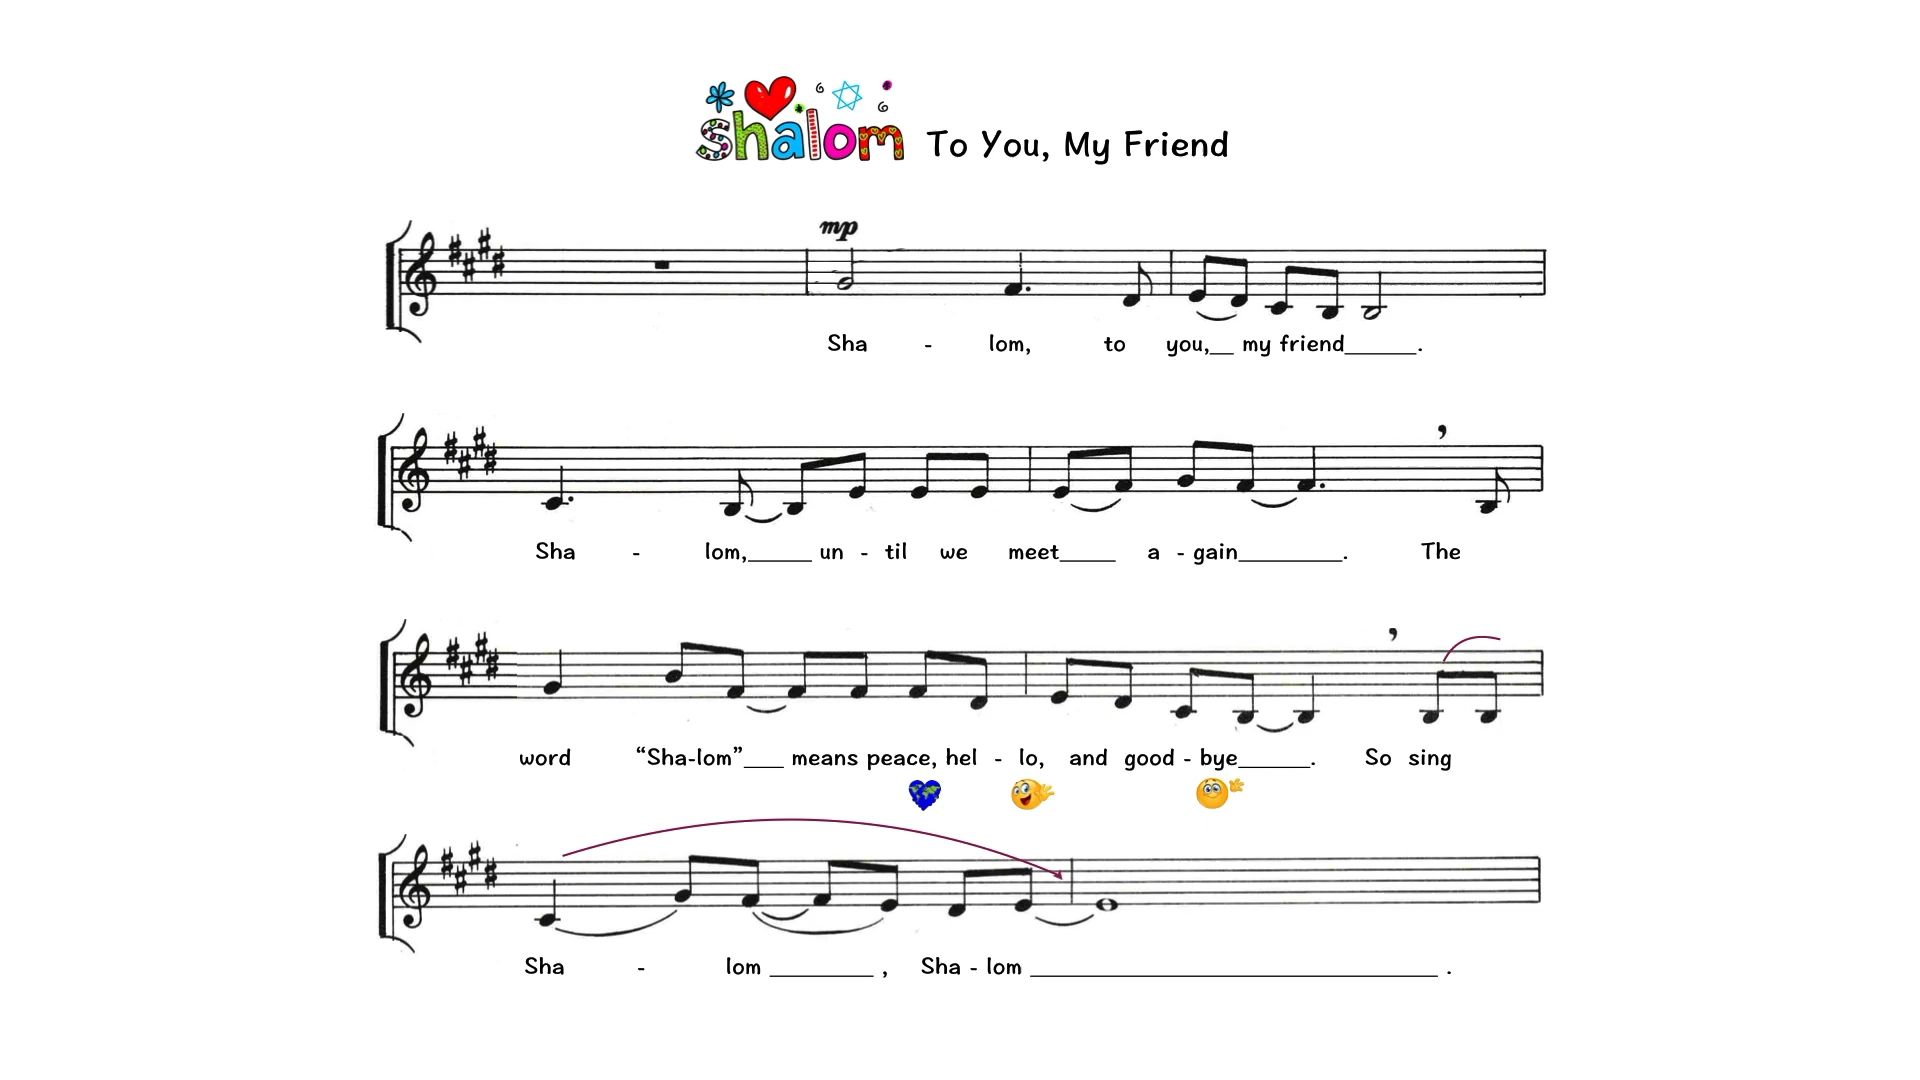 shalom To You, My Friend
mp
Sha - lom, to you,__ my friend______.
Sha - lom,_____ un - til we meet____ a - gain________. The
word “Sha-lom”___ means peace, hel - lo, and good - bye______. So sing
Sha - lom ________ , Sha - lom ________________________________ .